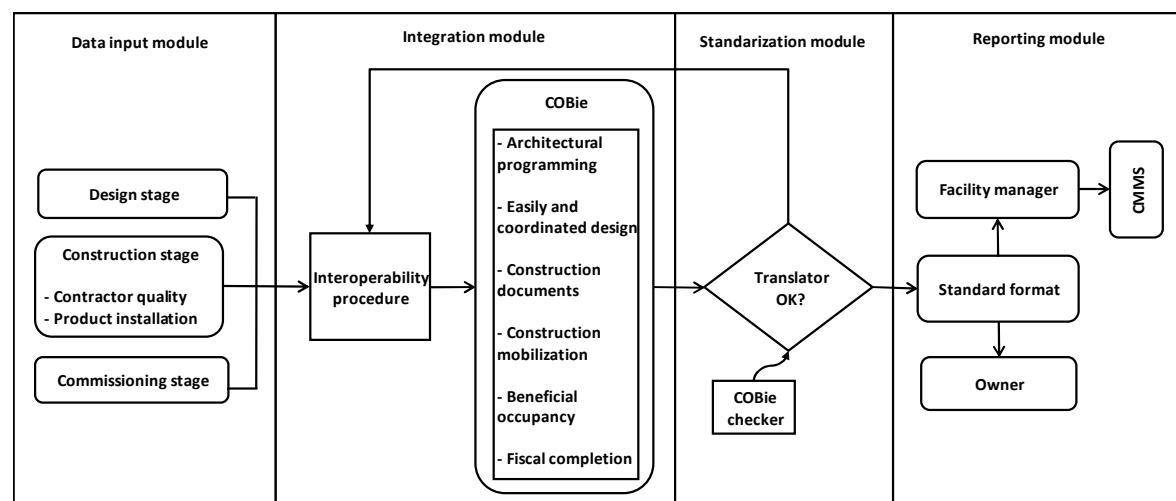 Data input module
Integration module
Standarization module
Reporting module
Design stage
Construction stage
- Contractor quality
- Product installation
Commissioning stage
Interoperability
procedure
COBie
- Architectural
programming
- Easily and
coordinated design
- Construction
documents
- Construction
mobilization
- Beneficial
occupancy
- Fiscal completion
Translator
OK?
COBie
checker
Facility manager
CMMS
Standard format
Owner